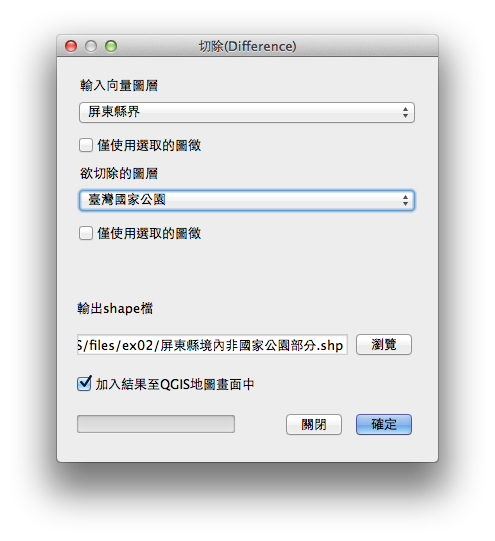 切除(Difference)
輸入向量圖層
屏東縣界
僅使用選取的圖徵
欲切除的圖層
臺灣國家公園
僅使用選取的圖徵
輸出shape檔
S/files/ex02/屏東縣境內非國家公園部分.shp
瀏覽
加入結果至QGIS地圖畫面中
關閉
確定